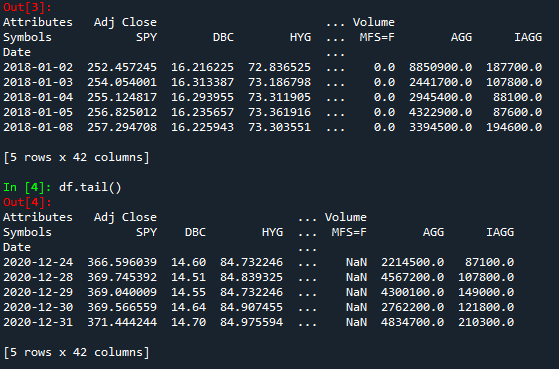 Out[3]:
Attributes   Adj Close                        ... Volume
Symbols            SPY        DBC        HYG  ... MFS=F        AGG      IAGG
Date                                          ...
2018-01-02  252.457245  16.216225  72.836525  ...   0.0  8850900.0  187700.0
2018-01-03  254.054001  16.313387  73.186798  ...   0.0  2441700.0  107800.0
2018-01-04  255.124817  16.293955  73.311905  ...   0.0  2945400.0   88100.0
2018-01-05  256.825012  16.235657  73.361916  ...   0.0  4322900.0   87600.0
2018-01-08  257.294708  16.225943  73.303551  ...   0.0  3394500.0  194600.0
[5 rows x 42 columns]
In [4]: df.tail()
Out[4]:
Attributes   Adj Close                    ... Volume
Symbols            SPY    DBC        HYG  ... MFS=F        AGG      IAGG
Date                                      ...
2020-12-24  366.596039  14.60  84.732246  ...   NaN  2214500.0   87100.0
2020-12-28  369.745392  14.51  84.839325  ...   NaN  4567200.0  107800.0
2020-12-29  369.040009  14.55  84.732246  ...   NaN  4300100.0  149000.0
2020-12-30  369.566559  14.64  84.907455  ...   NaN  2762200.0  121800.0
2020-12-31  371.444244  14.70  84.975594  ...   NaN  4834700.0  210300.0
[5 rows x 42 columns]